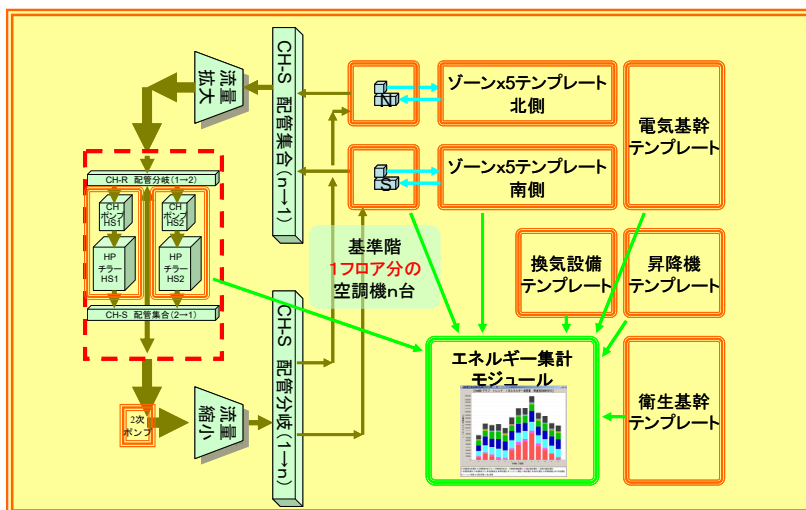 流量
拡大
CH-S 配管集合(n→1)
N
ゾーンx5テンプレート
北側
S
ゾーンx5テンプレート
南側
電気基幹
テンプレート
CH-R 配管分岐(1→2)
CH
ポンプ
HS1
CH
ポンプ
HS2
HP
チラー
HS1
HP
チラー
HS2
CH-S 配管集合(2→1)
基準階
1フロア分の
空調機n台
換気設備
テンプレート
昇降機
テンプレート
エネルギー集計
モジュール
衛生基幹
テンプレート
2次
ポンプ
流量
縮小
CH-S 配管分岐(1→n)